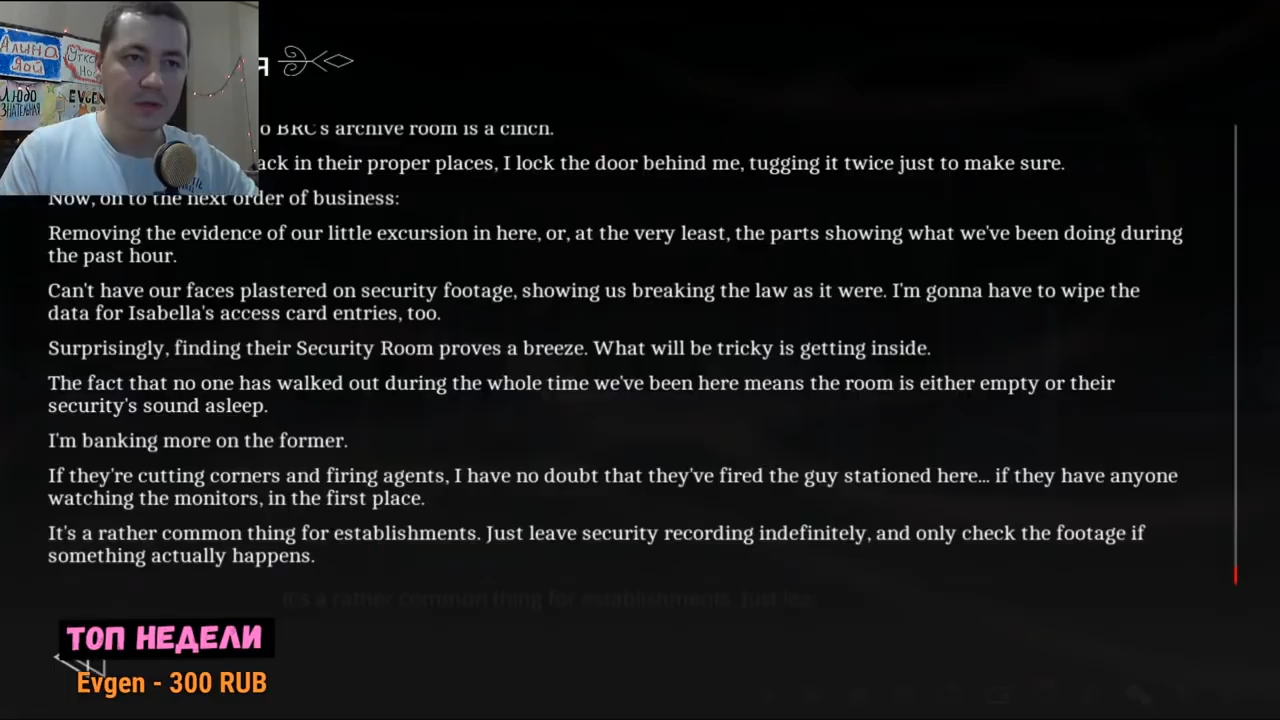 АЛИНА
ЯОЙ
ЛЮБО
ЗНАТЕЛЬНАЯ
EVGEN
я
o BRC's archive room is a cinch.
ack in their proper places, I lock the door behind me, tugging it twice just to make sure.
Now, on to the next order of business:
Removing the evidence of our little excursion in here, or, at the very least, the parts showing what we've been doing during
the past hour.
Can't have our faces plastered on security footage, showing us breaking the law as it were. I'm gonna have to wipe the
data for Isabella's access card entries, too.
Surprisingly, finding their Security Room proves a breeze. What will be tricky is getting inside.
The fact that no one has walked out during the whole time we've been here means the room is either empty or their
security's sound asleep.
I'm banking more on the former.
If they're cutting corners and firing agents, I have no doubt that they've fired the guy stationed here... if they have anyone
watching the monitors, in the first place.
It's a rather common thing for establishments. Just leave security recording indefinitely, and only check the footage if
something actually happens.
It's a rather common thing for establishments. Just lea
ТОП НЕДЕЛИ
Evgen - 300 RUB